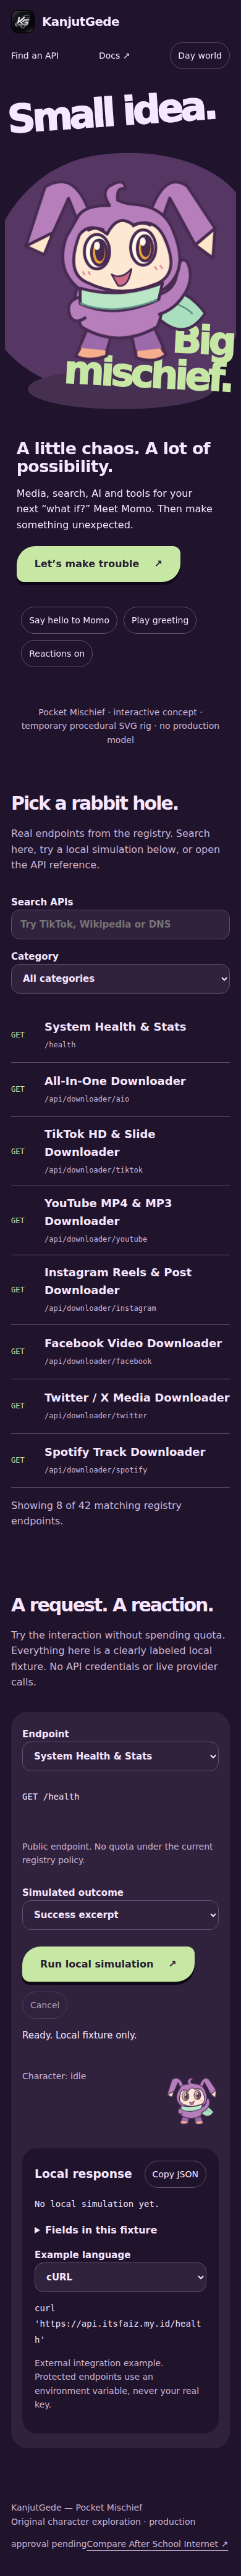 KanjutGede
Find an API
Docs ↗
Day world
Small idea.
Big
mischief.
A little chaos. A lot of
possibility.
Media, search, AI and tools for your
next “what if?” Meet Momo. Then make
something unexpected.
Let’s make trouble ↗
Say hello to Momo
Play greeting
Reactions on
Pocket Mischief · interactive concept ·
temporary procedural SVG rig · no production
model
Pick a rabbit hole.
Real endpoints from the registry. Search
here, try a local simulation below, or open
the API reference.
Search APIs
Try TikTok, Wikipedia or DNS
Category
All categories
GET
System Health & Stats
/health
GET
All-In-One Downloader
/api/downloader/aio
GET
TikTok HD & Slide
Downloader
/api/downloader/tiktok
GET
YouTube MP4 & MP3
Downloader
/api/downloader/youtube
GET
Instagram Reels & Post
Downloader
/api/downloader/instagram
GET
Facebook Video Downloader
/api/downloader/facebook
GET
Twitter / X Media Downloader
/api/downloader/twitter
GET
Spotify Track Downloader
/api/downloader/spotify
Showing 8 of 42 matching registry
endpoints.
A request. A reaction.
Try the interaction without spending quota.
Everything here is a clearly labeled local
fixture. No API credentials or live provider
calls.
Endpoint
System Health & Stats
GET /health
Public endpoint. No quota under the current
registry policy.
Simulated outcome
Success excerpt
Run local simulation ↗
Cancel
Ready. Local fixture only.
Character: idle
Local response
Copy JSON
No local simulation yet.
▶ Fields in this fixture
Example language
cURL
curl
'https://api.itsfaiz.my.id/healt
h'
External integration example.
Protected endpoints use an
environment variable, never your real
key.
KanjutGede — Pocket Mischief
Original character exploration · production
approval pendingCompare After School Internet ↗